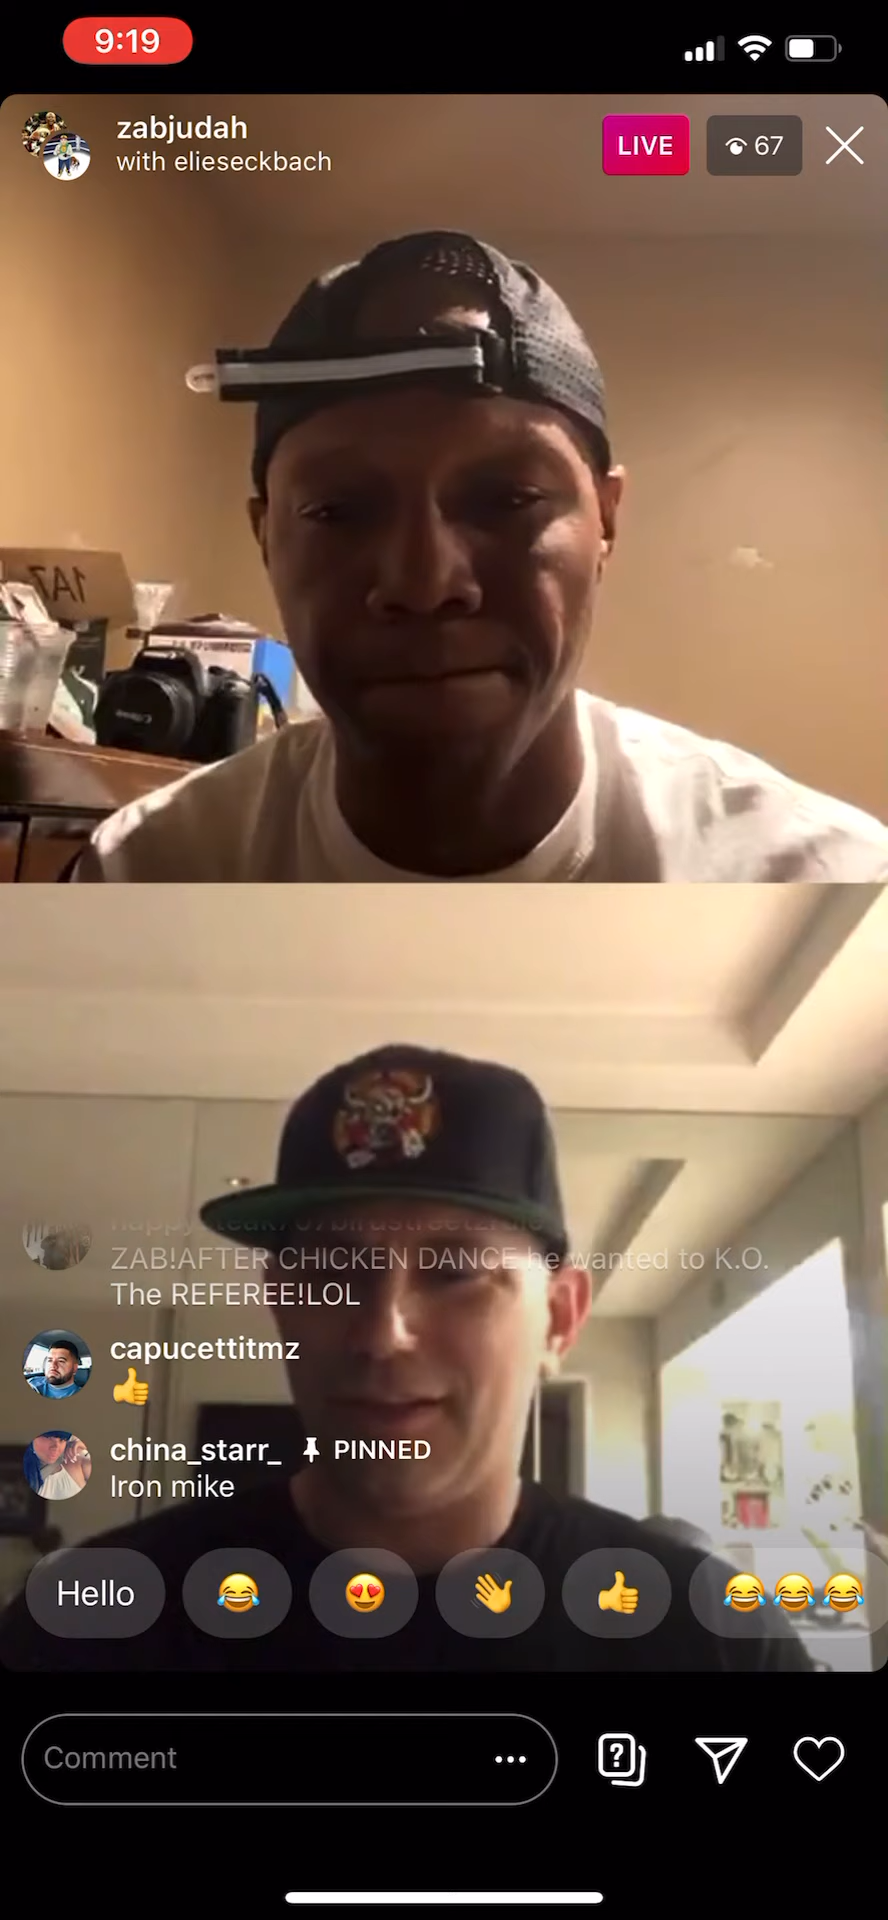 9:19
zabjudah
with elieseckbach
LIVE
67
ZAB!AFTER CHICKEN DANCE he wanted to K.O.
The REFEREE!LOL
capucettitmz
👍
china_starr_ PINNED
Iron mike
Hello 😂 😍 👋 👍 😂😂😂
Comment